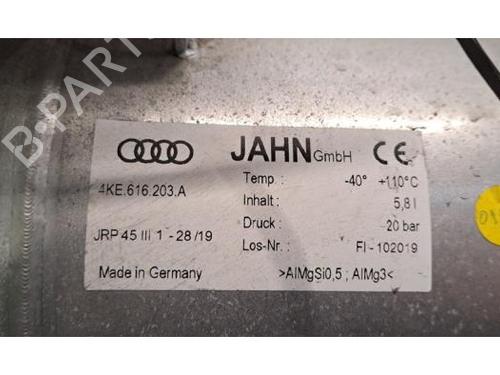 B-PARTS
JAHN GmbH CE
4KE.616.203.A
Temp.: -40° +110°C
Inhalt : 5,8 l
JRP 45 III 1 - 28/19
Druck : 20 bar
Los-Nr.: FI - 102019
Made in Germany
>AlMgSi0,5 ; AlMg3<